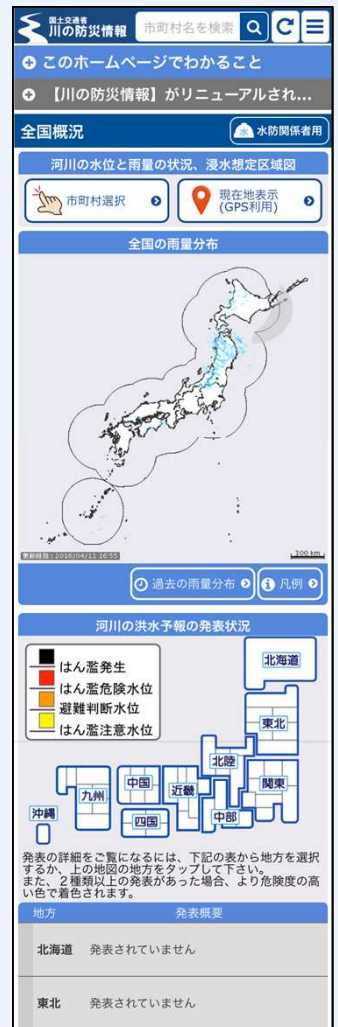 国土交通省
川の防災情報
市町村名を検索
このホームページでわかること
【川の防災情報】がリニューアルされ...
全国概況
水
水防関係者用
河川の水位と雨量の状況、浸水想定区域図
市町村選択
現在地表示
(GPS利用)
全国の雨量分布
更新時刻:2016/04/11 16:55
200 km
過去の雨量分布
凡例
河川の洪水予報の発表状況
はん濫発生
はん濫危険水位
避難判断水位
はん濫注意水位
北海道
東北
北陸
関東
中国
近畿
九州
四国
中部
沖縄
発表の詳細をご覧になるには、下記の表から地方を選択
するか、上の地図の地方をタップして下さい。
また、2種類以上の発表があった場合、より危険度の高
い色で着色されます。
地方 発表概要
北海道 発表されていません
東北 発表されていません